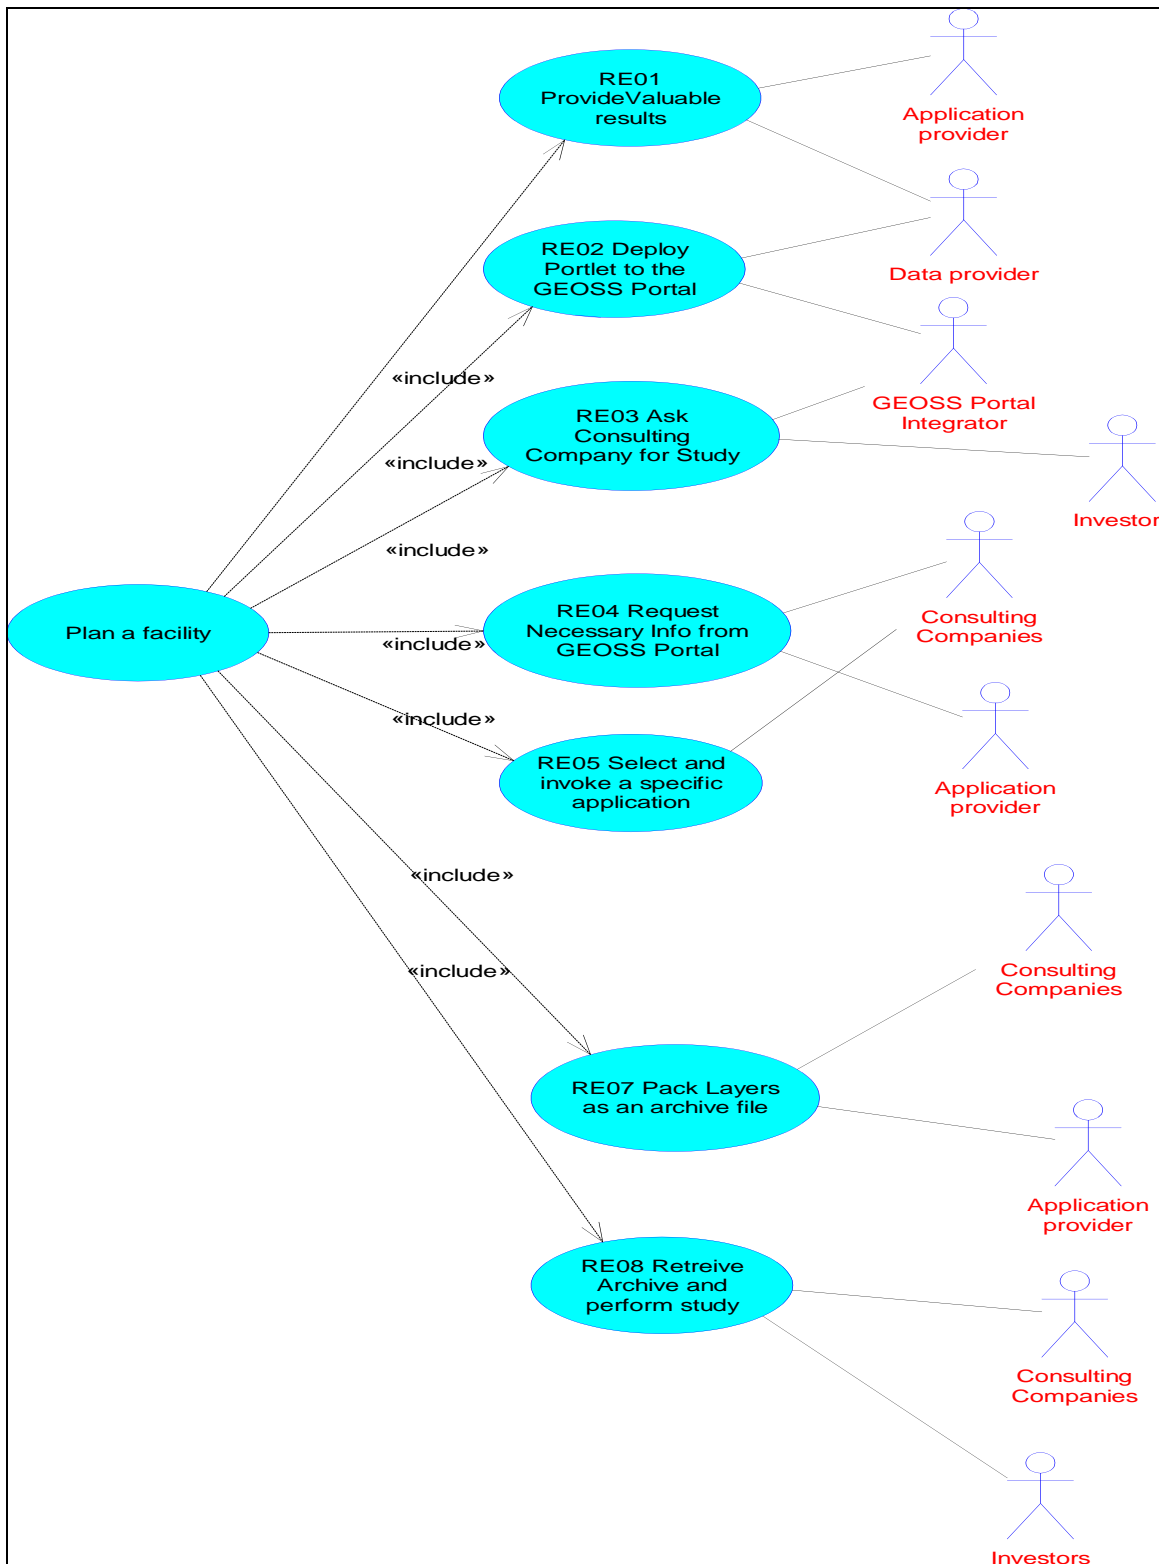 RE01
ProvideValuable
results
Application
provider
RE02 Deploy
Portlet to the
GEOSS Portal
Data provider
«include»
GEOSS Portal
Integrator
RE03 Ask
Consulting
Company for Study
«include»
Investor
«include»
Plan a facility
RE04 Request
Necessary Info from
GEOSS Portal
«include»
Consulting
Companies
«include»
RE05 Select and
invoke a specific
application
Application
provider
«include»
Consulting
Companies
«include»
RE07 Pack Layers
as an archive file
Application
provider
RE08 Retreive
Archive and
perform study
Consulting
Companies
Investors